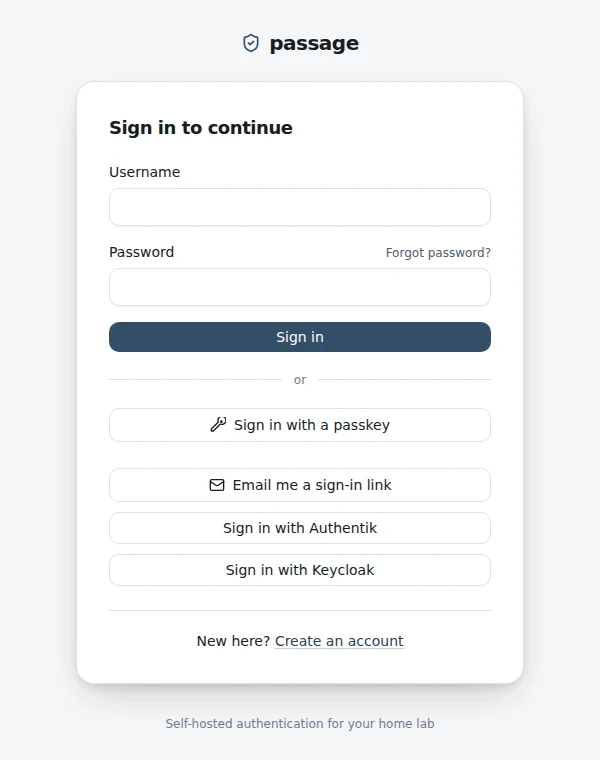 passage
Sign in to continue
Username
Password Forgot password?
Sign in
or
Sign in with a passkey
Email me a sign-in link
Sign in with Authentik
Sign in with Keycloak
New here? Create an account
Self-hosted authentication for your home lab